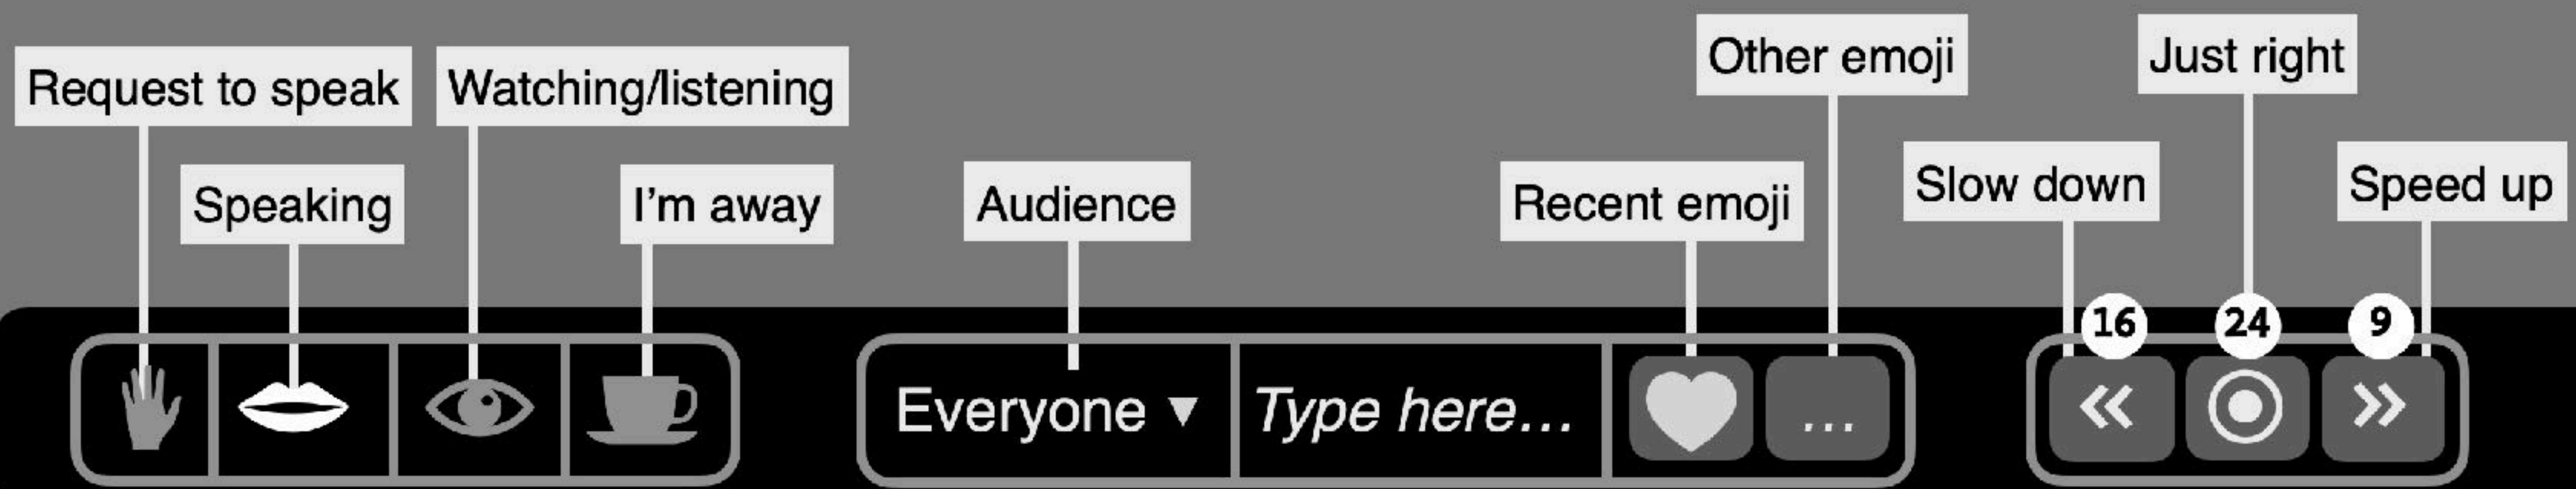 Other emoji
Just right
Request to speak
Watching/listening
Speaking
I'm away
Audience
Recent emoji
Slow down
Speed up
16
24
9
Everyone ▼
Type here...
...